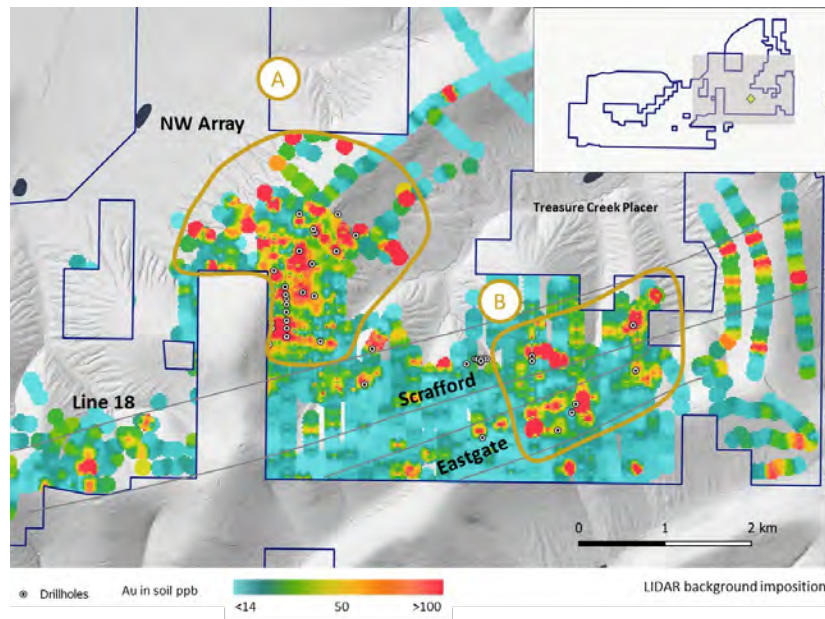 A
NW Array
Treasure Creek Placer
B
Line 18
Scrafford
Eastgate
0 1 2 km
Drillholes Au in soil ppb LIDAR background imposition
<14 50 >100